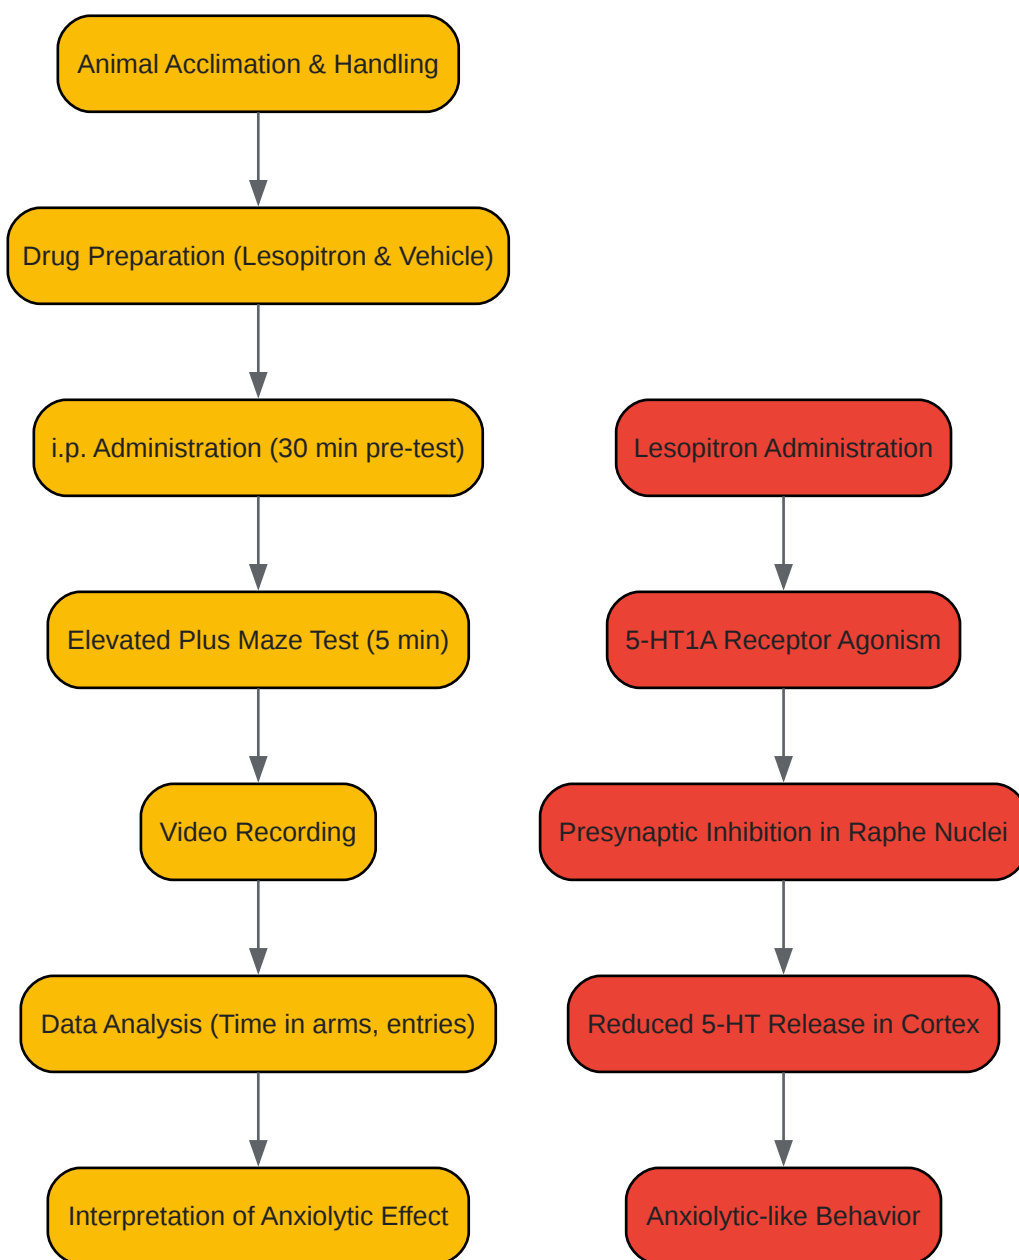 Animal Acclimation & Handling
Drug Preparation (Lesopitron & Vehicle)
i.p. Administration (30 min pre-test)
Elevated Plus Maze Test (5 min)
Video Recording
Data Analysis (Time in arms, entries)
Interpretation of Anxiolytic Effect
Lesopitron Administration
5-HT1A Receptor Agonism
Presynaptic Inhibition in Raphe Nuclei
Reduced 5-HT Release in Cortex
Anxiolytic-like Behavior